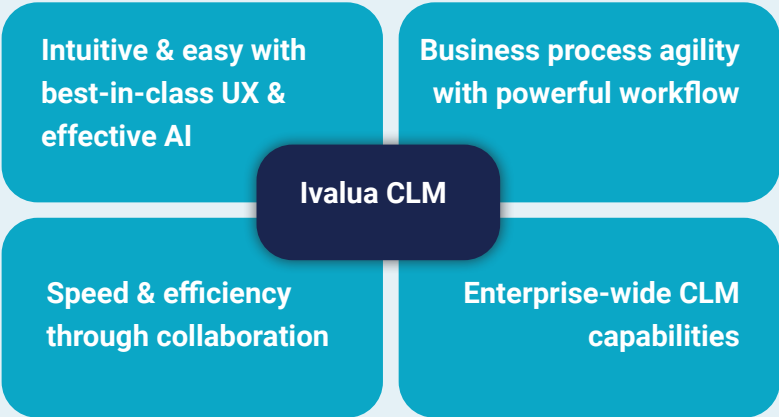 Intuitive & easy with
best-in-class UX &
effective AI
Business process agility
with powerful workflow
Ivalua CLM
Speed & efficiency
through collaboration
Enterprise-wide CLM
capabilities